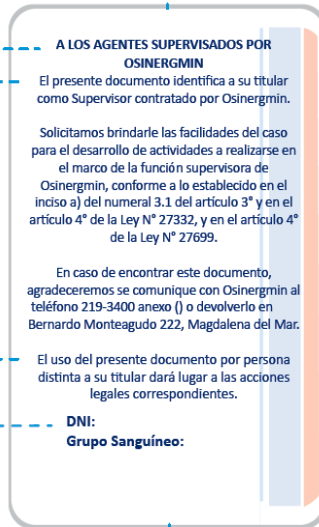 A LOS AGENTES SUPERVISADOS POR
OSINERGMIN
El presente documento identifica a su titular
como Supervisor contratado por Osinergmin.
Solicitamos brindarle las facilidades del caso
para el desarrollo de actividades a realizarse en
el marco de la función supervisora de
Osinergmin, conforme a lo establecido en el
inciso a) del numeral 3.1 del artículo 3° y en el
artículo 4° de la Ley N° 27332, y en el artículo 4°
de la Ley N° 27699.
En caso de encontrar este documento,
agradeceremos se comunique con Osinergmin al
teléfono 219-3400 anexo () o devolverlo en
Bernardo Monteagudo 222, Magdalena del Mar.
El uso del presente documento por persona
distinta a su titular dará lugar a las acciones
legales correspondientes.
DNI:
Grupo Sanguíneo: